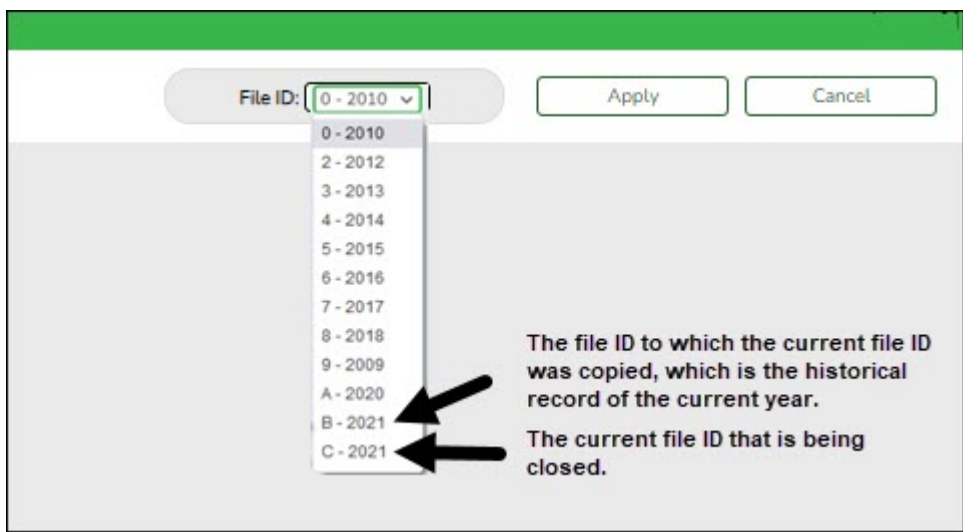 File ID: 0 - 2010 Apply Cancel
0 - 2010
2 - 2012
3 - 2013
4 - 2014
5 - 2015
6 - 2016
7 - 2017
8 - 2018
9 - 2009
A - 2020
B - 2021
C - 2021
The file ID to which the current file ID
was copied, which is the historical
record of the current year.
The current file ID that is being
closed.